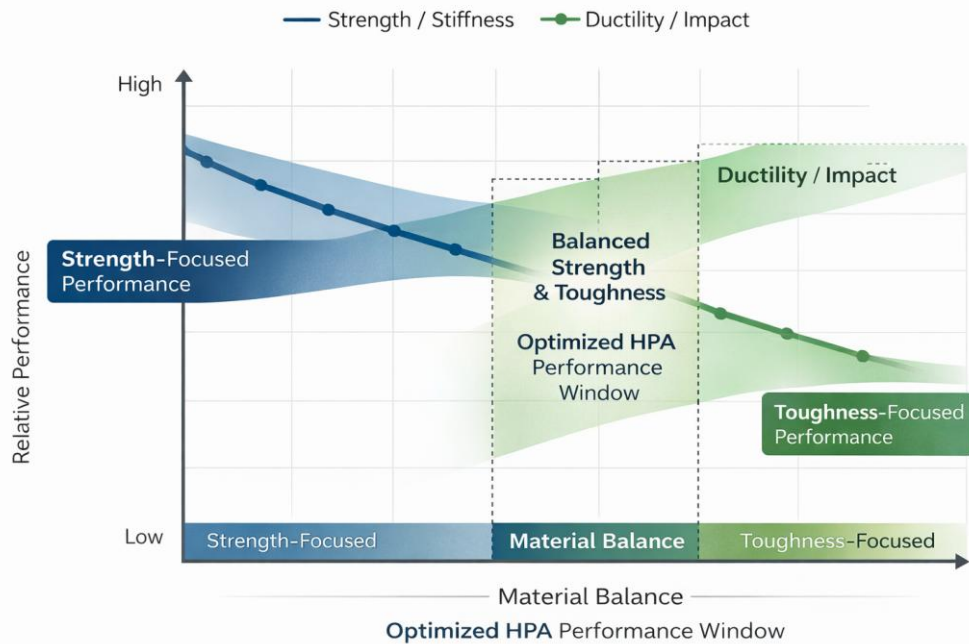 Strength / Stiffness
Ductility / Impact
High
Ductility / Impact
Balanced
Strength
& Toughness
Strength-Focused
Performance
Optimized HPA
Performance
Window
Relative Performance
Toughness-Focused
Performance
Low
Strength-Focused
Material Balance
Toughness-Focused
Material Balance
Optimized HPA Performance Window